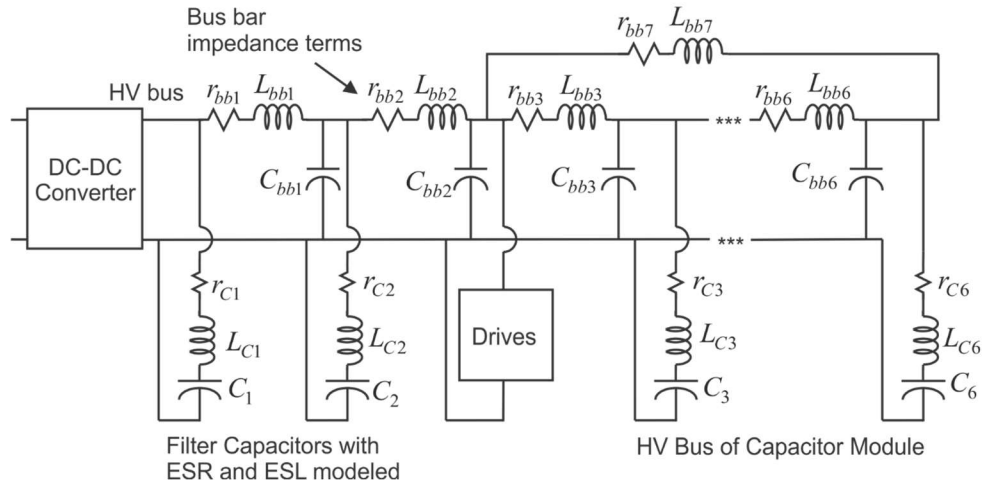 Bus bar
impedance terms
r_bb7 L_bb7
HV bus
r_bb1 L_bb1 r_bb2 L_bb2 r_bb3 L_bb3 r_bb6 L_bb6
***
DC-DC
Converter
C_bb1 C_bb2 C_bb3 C_bb6
***
r_C1 r_C2 r_C3 r_C6
Drives
L_C1 L_C2 L_C3 L_C6
C_1 C_2 C_3 C_6
Filter Capacitors with
ESR and ESL modeled
HV Bus of Capacitor Module